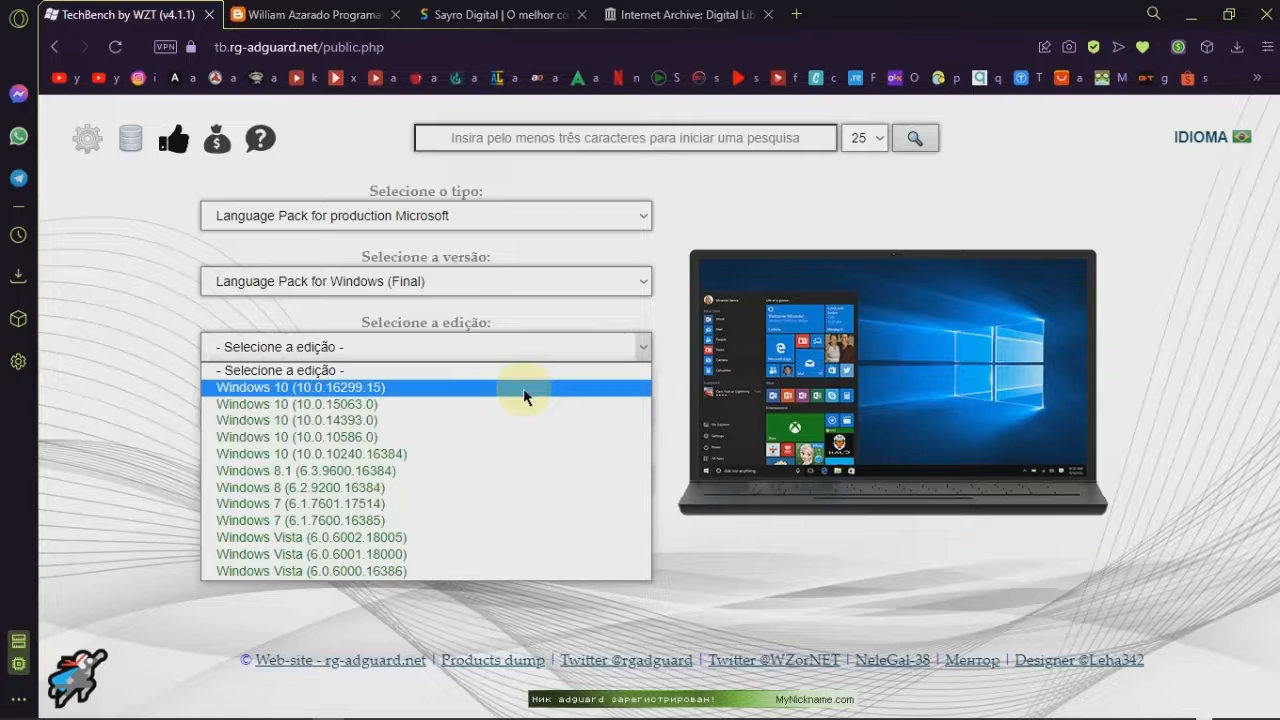 TechBench by WZT (v4.1.1)
William Azarado Programa
Sayro Digital | O melhor co
Internet Archive: Digital Lib
VPN
tb.rg-adguard.net/public.php
Insira pelo menos três caracteres para iniciar uma pesquisa
25
IDIOMA
Selecione o tipo:
Language Pack for production Microsoft
Selecione a versão:
Language Pack for Windows (Final)
Selecione a edição:
- Selecione a edição -
- Selecione a edição -
Windows 10 (10.0.16299.15)
Windows 10 (10.0.15063.0)
Windows 10 (10.0.14393.0)
Windows 10 (10.0.10586.0)
Windows 10 (10.0.10240.16384)
Windows 8.1 (6.3.9600.16384)
Windows 8 (6.2.9200.16384)
Windows 7 (6.1.7601.17514)
Windows 7 (6.1.7600.16385)
Windows Vista (6.0.6002.18005)
Windows Vista (6.0.6001.18000)
Windows Vista (6.0.6000.16386)
© Web-site - rg-adguard.net | Products dump | Twitter @rgadguard | Twitter @WZorNET | NeleGal-38 | Ментор | Designer @Leha342
Ник adguard зарегистрирован! MyNickname.com